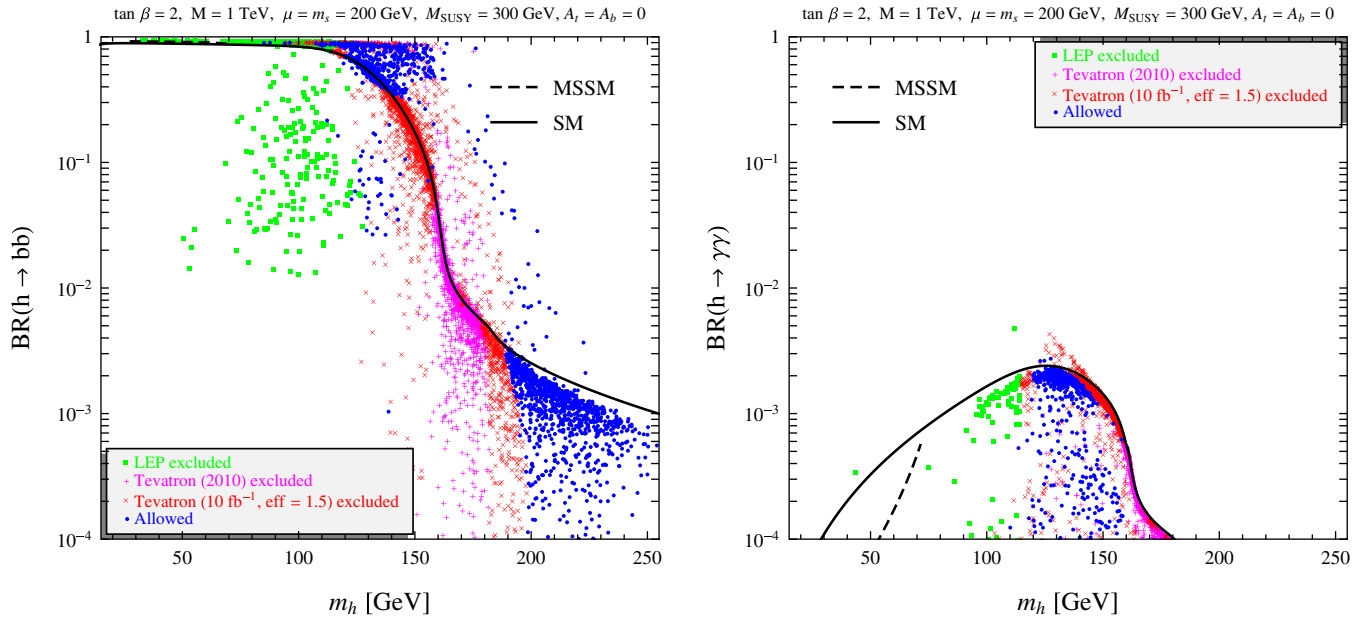 tan β = 2, M = 1 TeV, μ = mₛ = 200 GeV, M_SUSY = 300 GeV, Aₜ = A_b = 0
1
10⁻¹
10⁻²
10⁻³
10⁻⁴
BR(h → bb)
MSSM
SM
LEP excluded
Tevatron (2010) excluded
Tevatron (10 fb⁻¹, eff = 1.5) excluded
Allowed
50 100 150 200 250
m_h [GeV]
tan β = 2, M = 1 TeV, μ = mₛ = 200 GeV, M_SUSY = 300 GeV, Aₜ = A_b = 0
1
10⁻¹
10⁻²
10⁻³
10⁻⁴
BR(h → γγ)
MSSM
SM
LEP excluded
Tevatron (2010) excluded
Tevatron (10 fb⁻¹, eff = 1.5) excluded
Allowed
50 100 150 200 250
m_h [GeV]